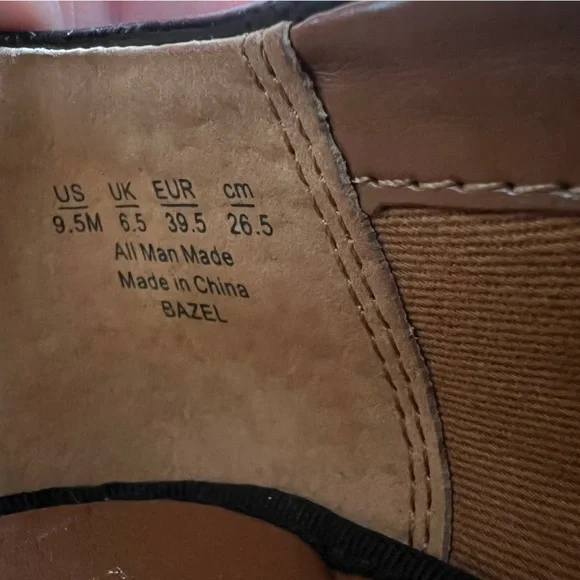 US UK EUR cm
9.5M 6.5 39.5 26.5
All Man Made
Made in China
BAZEL